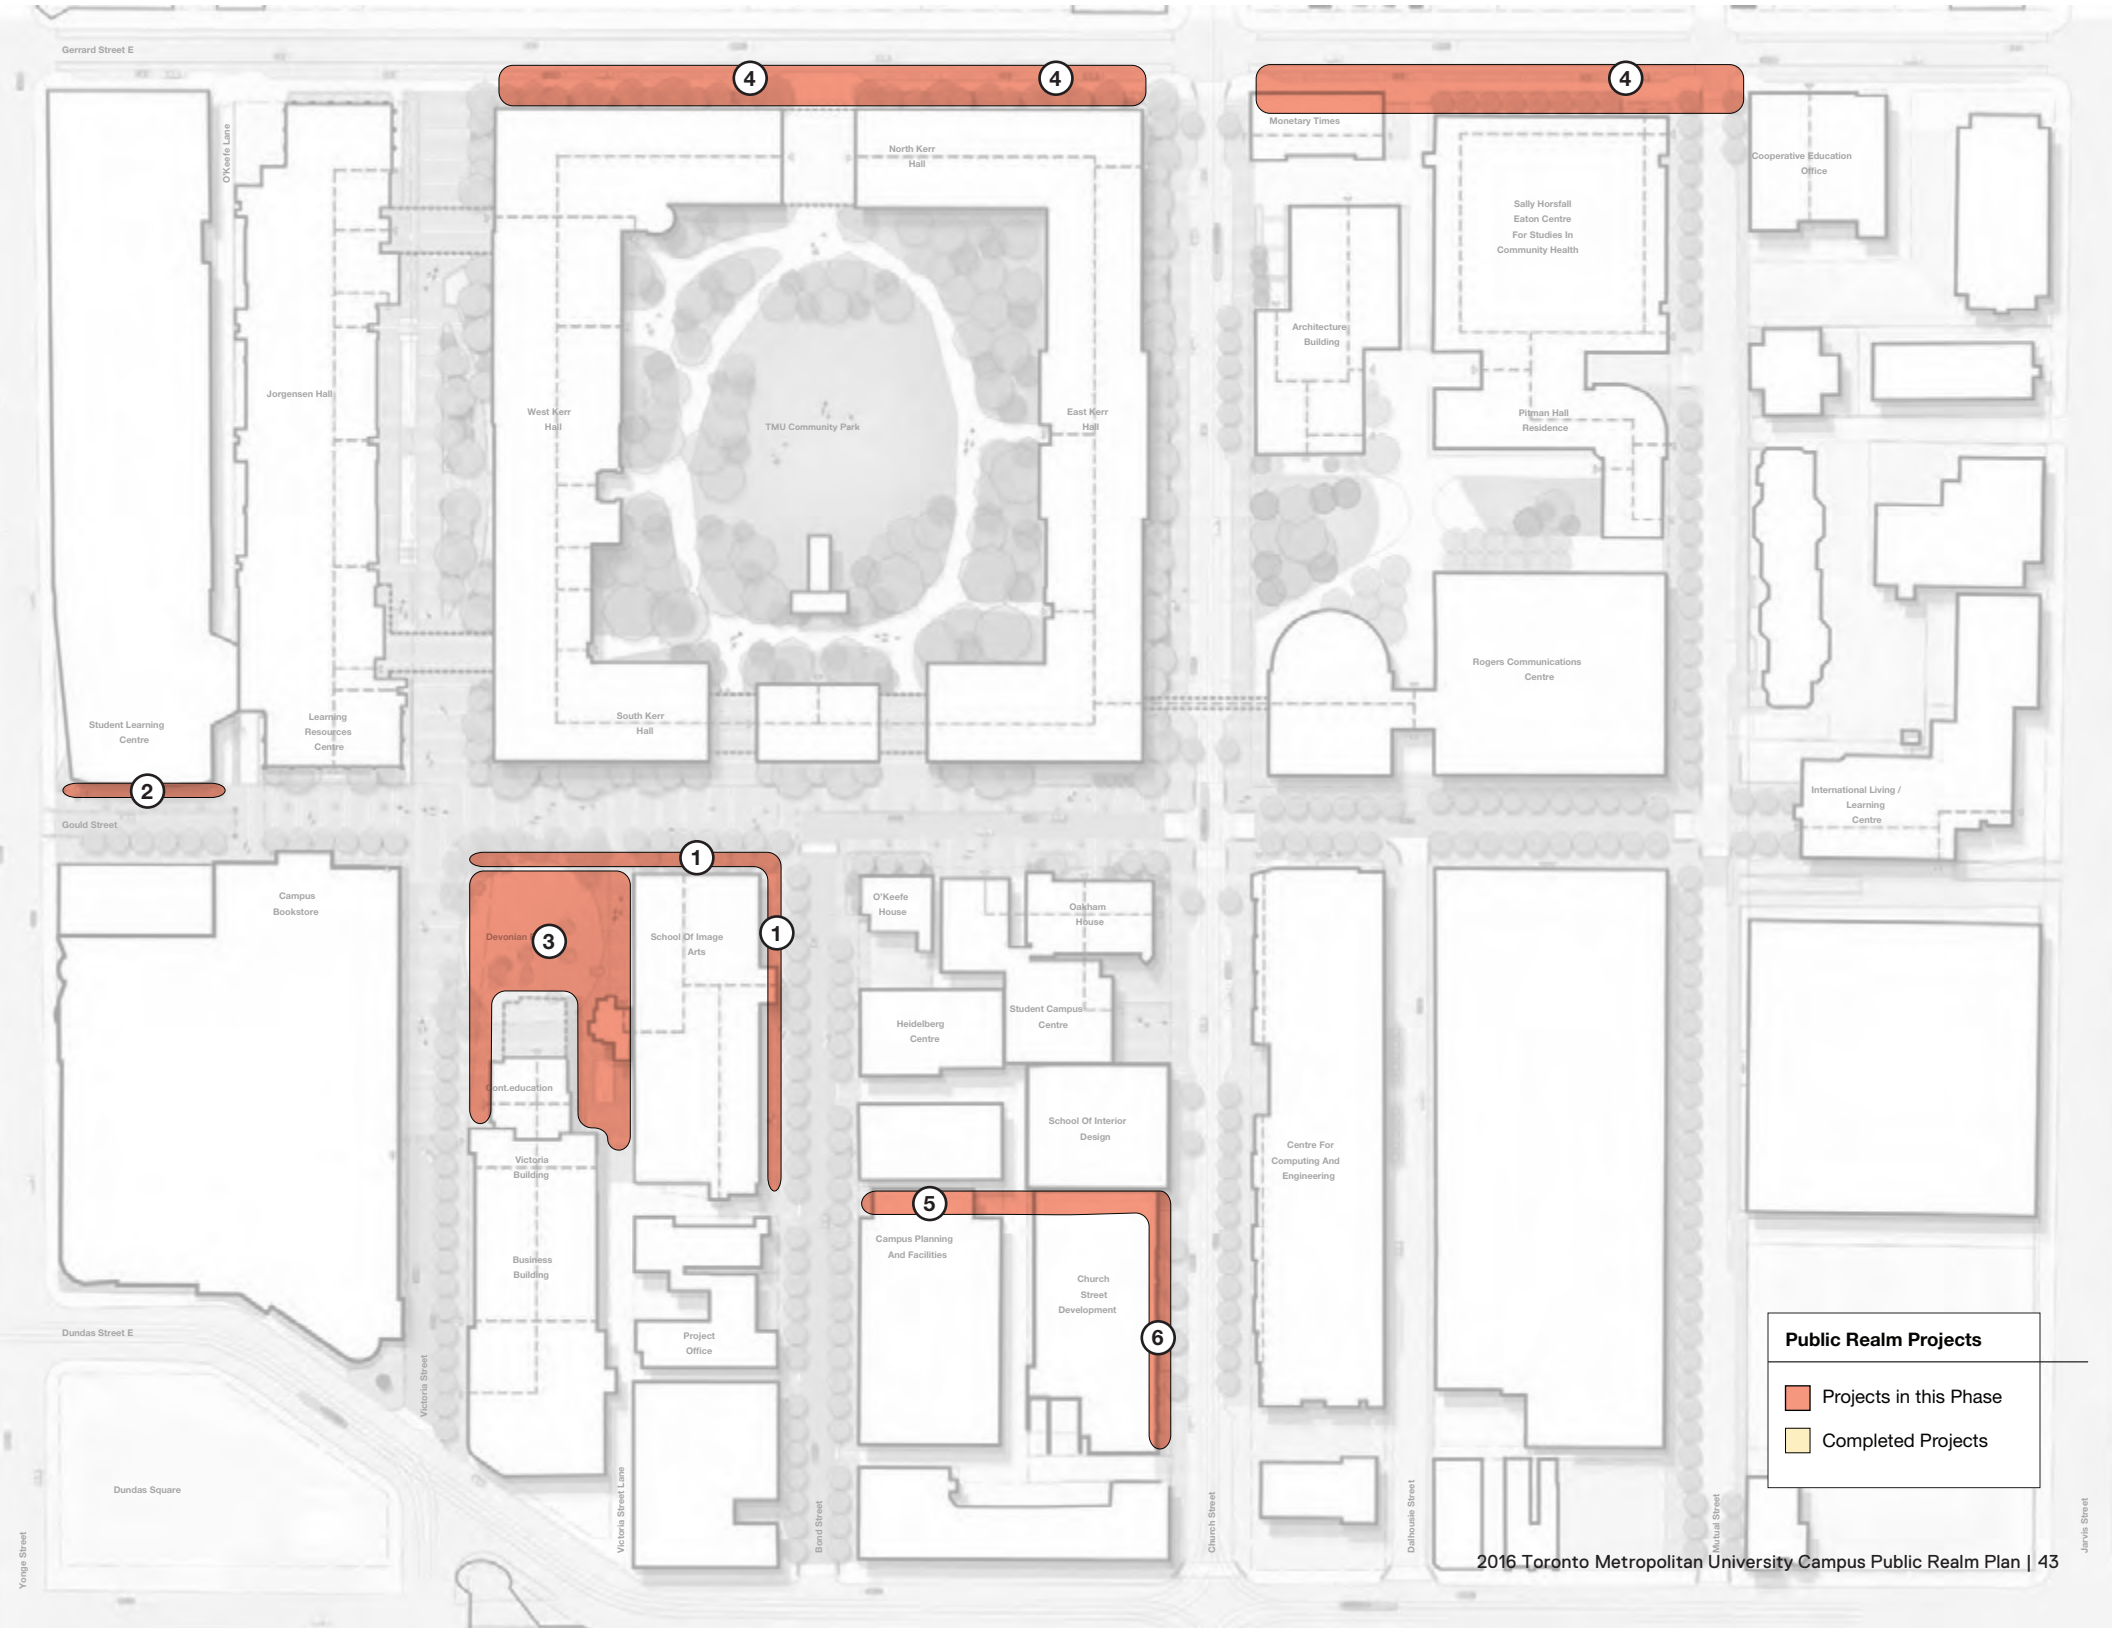 Gerrard Street E
4
4
4
O'Keefe Lane
Monetary Times
North Kerr
Hall
Cooperative Education
Office
Sally Horsfall
Eaton Centre
For Studies In
Community Health
Architecture
Building
Jorgensen Hall
West Kerr
Hall
TMU Community Park
East Kerr
Hall
Pitman Hall
Residence
Rogers Communications
Centre
Student Learning
Centre
Learning
Resources
Centre
South Kerr
Hall
2
International Living /
Learning
Centre
Gould Street
1
Campus
Bookstore
Devonian
3
School Of Image
Arts
1
O'Keefe
House
Oakham
House
Heidelberg
Centre
Student Campus
Centre
Cont.education
School Of Interior
Design
Centre For
Computing And
Engineering
Victoria
Building
5
Campus Planning
And Facilities
Business
Building
Church
Street
Development
6
Dundas Street E
Project
Office
Public Realm Projects
Projects in this Phase
Completed Projects
Victoria Street
Dundas Square
Yonge Street
Victoria Street Lane
Bond Street
Church Street
Dalhousie Street
Mutual Street
Jarvis Street
2016 Toronto Metropolitan University Campus Public Realm Plan | 43